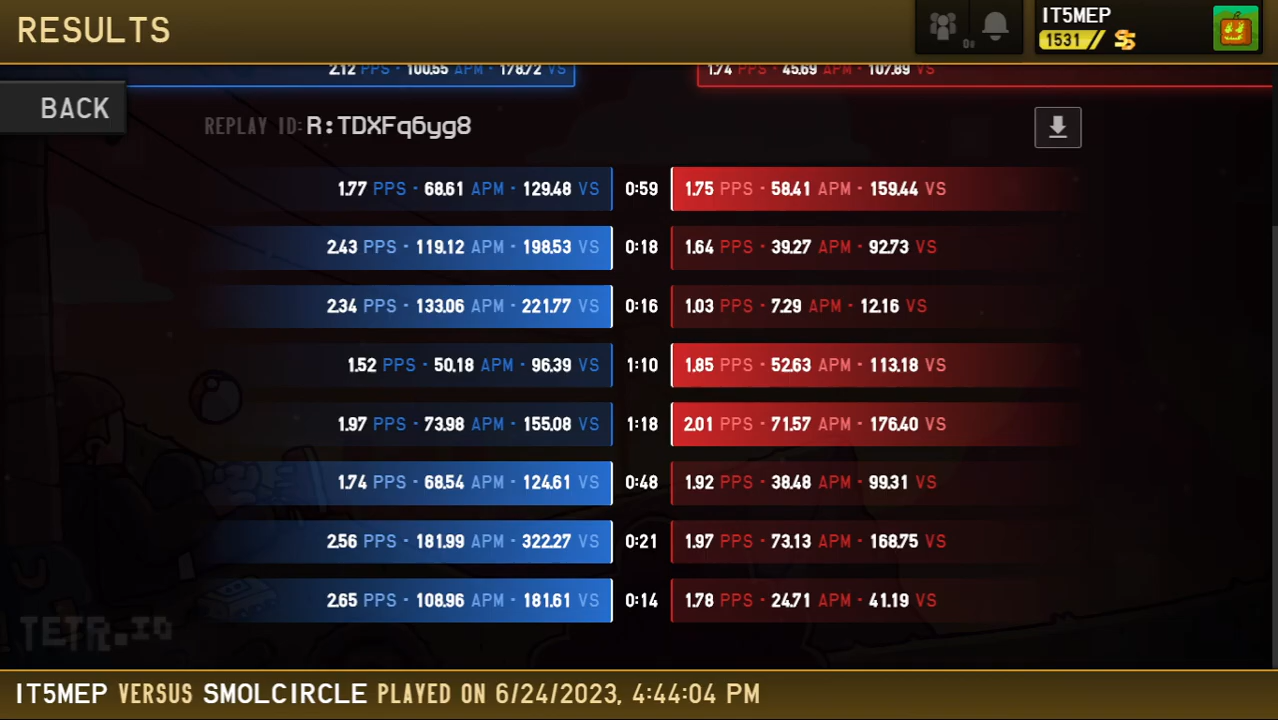 RESULTS
IT5MEP
1531
0
2.12 PPS - 100.55 APM - 178.72 VS
1.74 PPS - 45.69 APM - 107.89 VS
BACK
REPLAY ID: R:TDXFq6yg8
1.77 PPS - 68.61 APM - 129.48 VS 0:59 1.75 PPS - 58.41 APM - 159.44 VS
2.43 PPS - 119.12 APM - 198.53 VS 0:18 1.64 PPS - 39.27 APM - 92.73 VS
2.34 PPS - 133.06 APM - 221.77 VS 0:16 1.03 PPS - 7.29 APM - 12.16 VS
1.52 PPS - 50.18 APM - 96.39 VS 1:10 1.85 PPS - 52.63 APM - 113.18 VS
1.97 PPS - 73.98 APM - 155.08 VS 1:18 2.01 PPS - 71.57 APM - 176.40 VS
1.74 PPS - 68.54 APM - 124.61 VS 0:48 1.92 PPS - 38.48 APM - 99.31 VS
2.56 PPS - 181.99 APM - 322.27 VS 0:21 1.97 PPS - 73.13 APM - 168.75 VS
2.65 PPS - 108.96 APM - 181.61 VS 0:14 1.78 PPS - 24.71 APM - 41.19 VS
TETR.IO
IT5MEP VERSUS SMOLCIRCLE PLAYED ON 6/24/2023, 4:44:04 PM